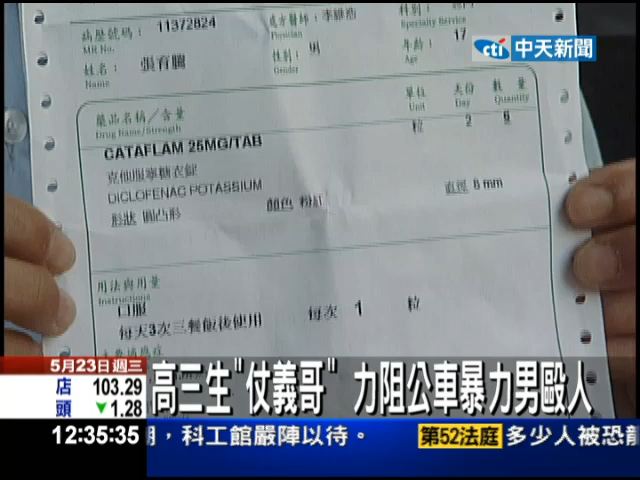 病歷號碼： 11372824
MR No.
處方醫師：李維浩
Physician
科別：
Specialty Service
姓名： 張育騰
Name
性別： 男
Gender
年齡： 17
Age
cti 中天新聞
藥品名稱／含量
Drug Name/Strength
單位
Unit
天份
Day
數量
Quantity
CATAFLAM 25MG/TAB
粒 2 6
克他服寧糖衣錠
DICLOFENAC POTASSIUM
形狀 圓凸形 顏色 粉紅 直徑 8 mm
用法與用量
Instructions
口服
每天3次三餐飯後使用 每次 1 粒
5月23日週三
店頭 103.29
▼1.28
高三生"仗義哥" 力阻公車暴力男毆人
12:35:35
期，科工館嚴陣以待。 第52法庭 多少人被恐龍